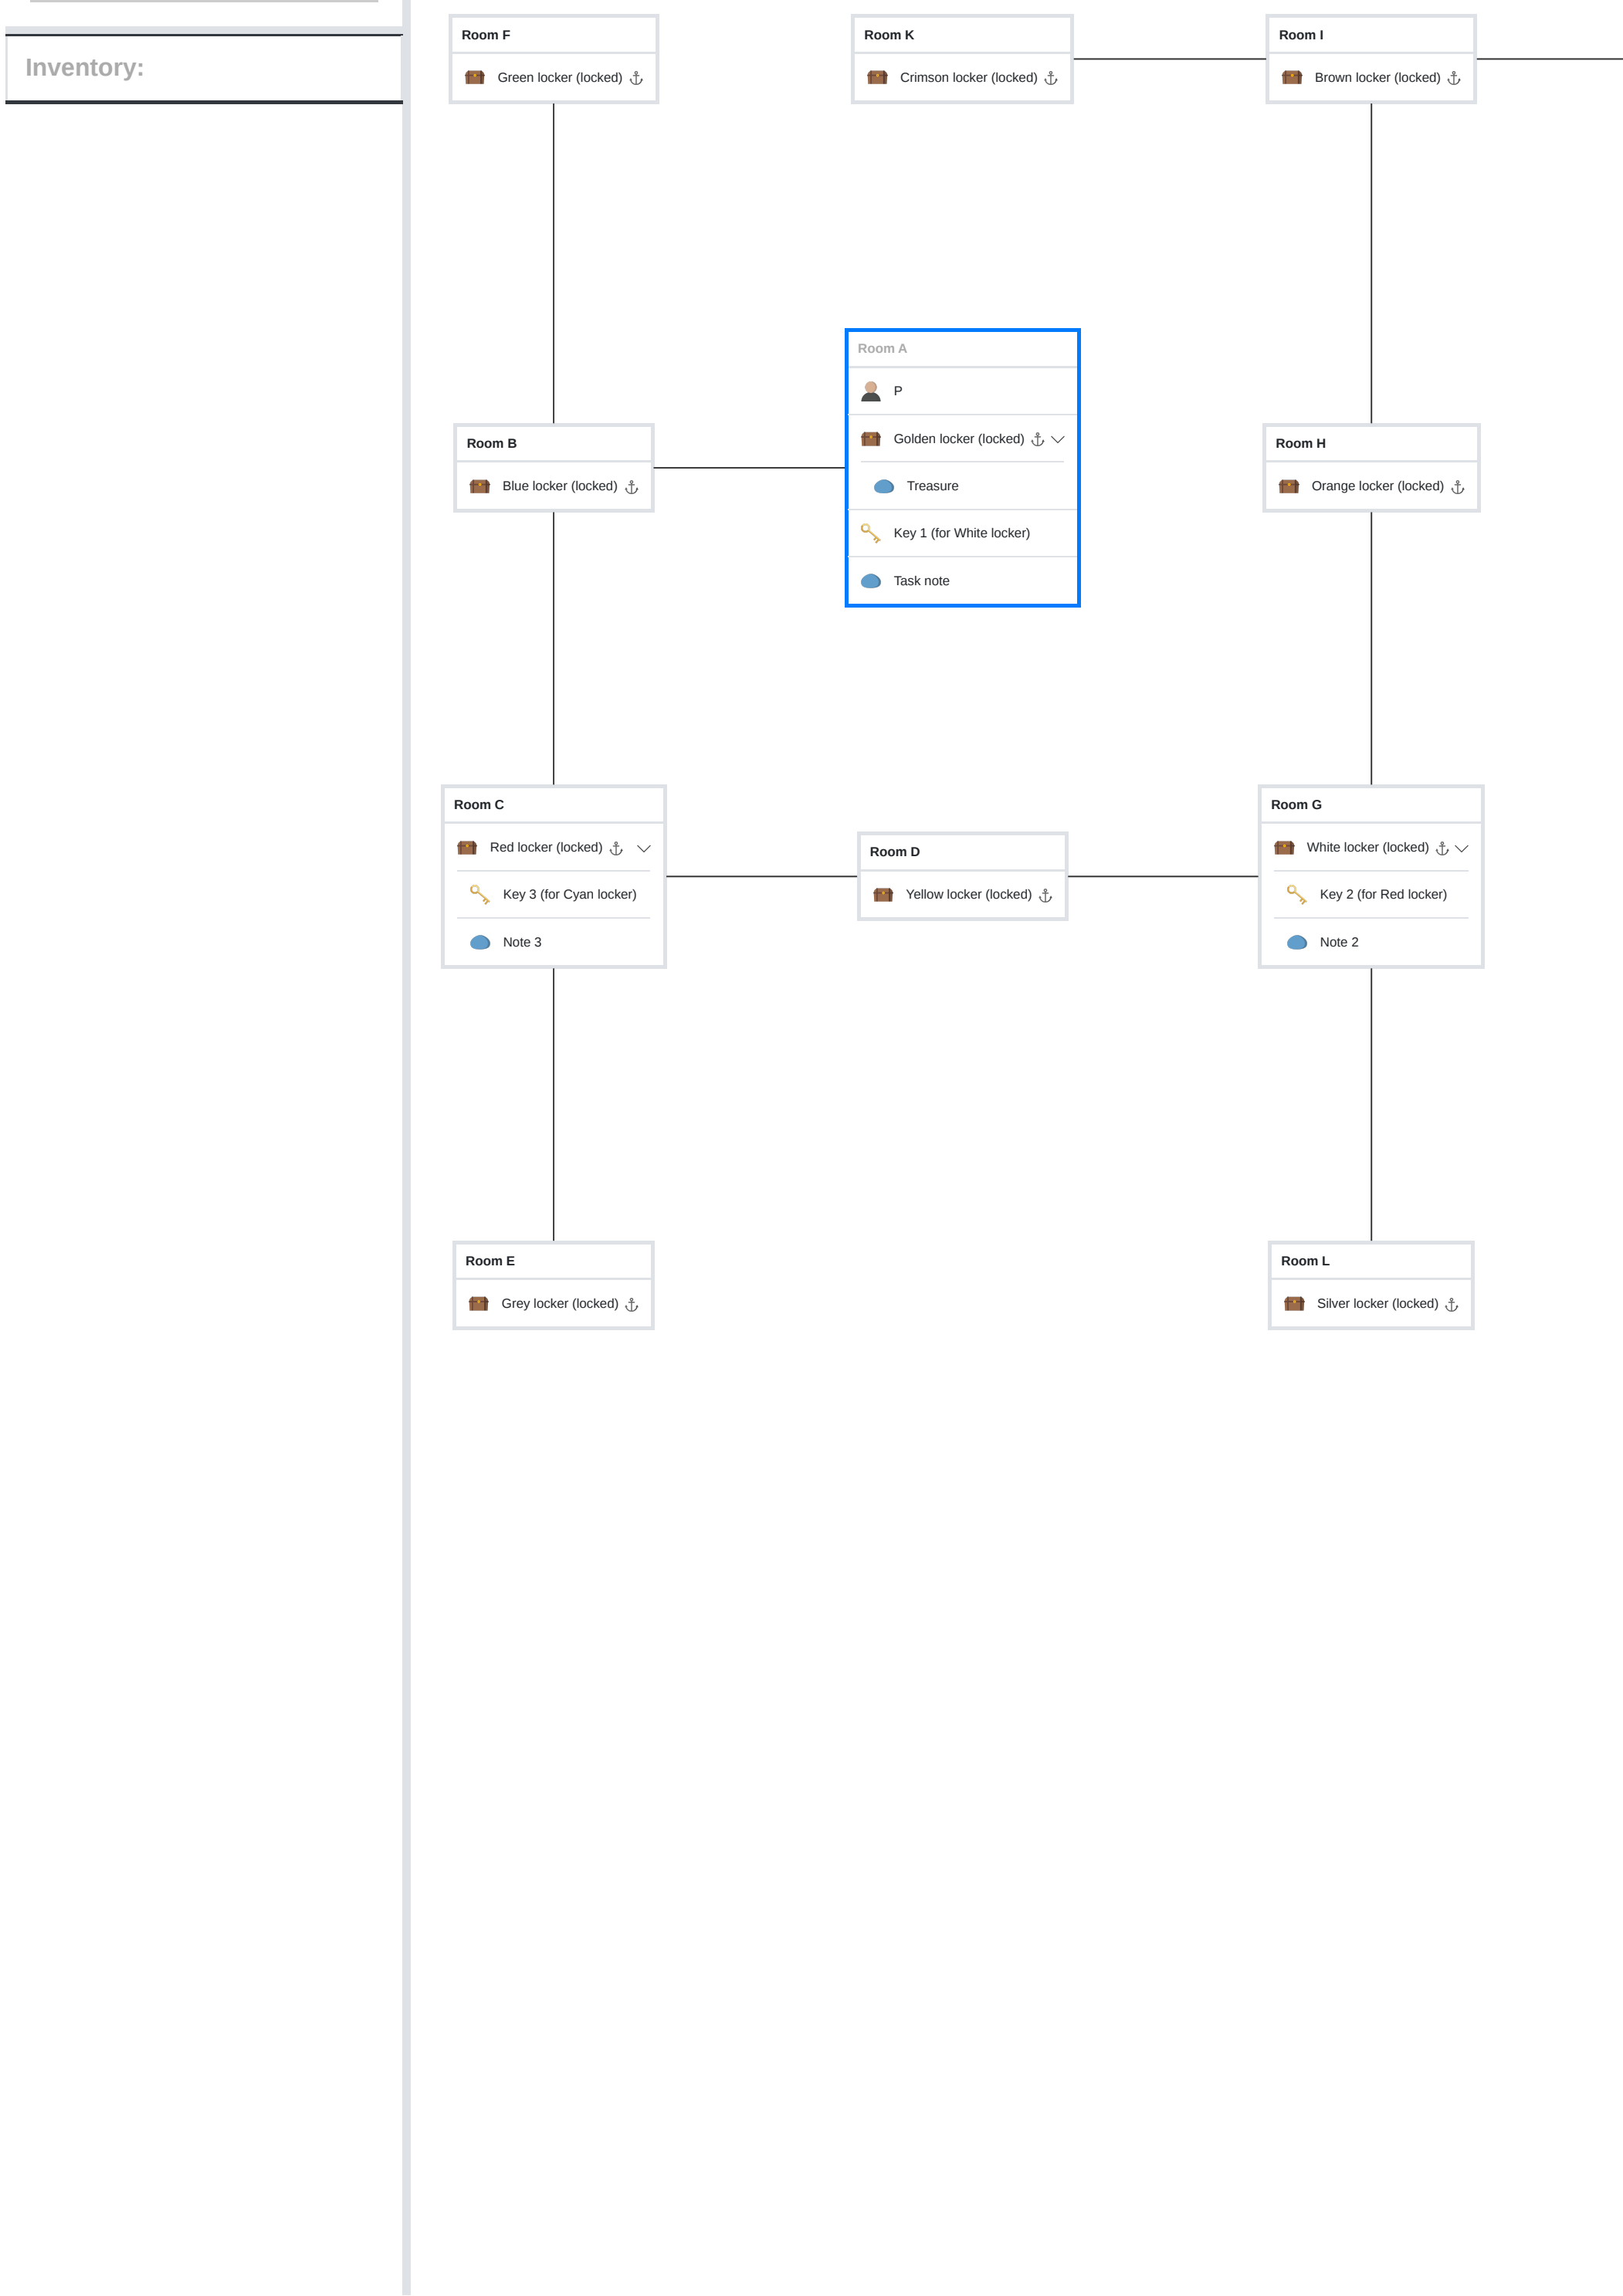 Inventory:
Room F
Green locker (locked)
Room K
Crimson locker (locked)
Room I
Brown locker (locked)
Room A
P
Golden locker (locked)
Treasure
Key 1 (for White locker)
Task note
Room B
Blue locker (locked)
Room H
Orange locker (locked)
Room C
Red locker (locked)
Key 3 (for Cyan locker)
Note 3
Room D
Yellow locker (locked)
Room G
White locker (locked)
Key 2 (for Red locker)
Note 2
Room E
Grey locker (locked)
Room L
Silver locker (locked)